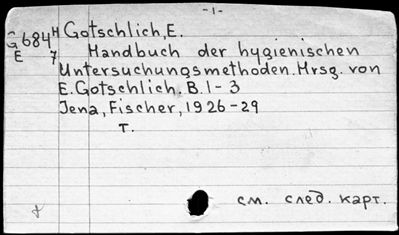 -1-
G 684 H Gotschlich, E.
E 7 Handbuch der hygienischen
Untersuchungsmethoden. Hrsg. von
E. Gotschlich. B. 1-3
Jena, Fischer, 1926-29
T.
см. след. карт.